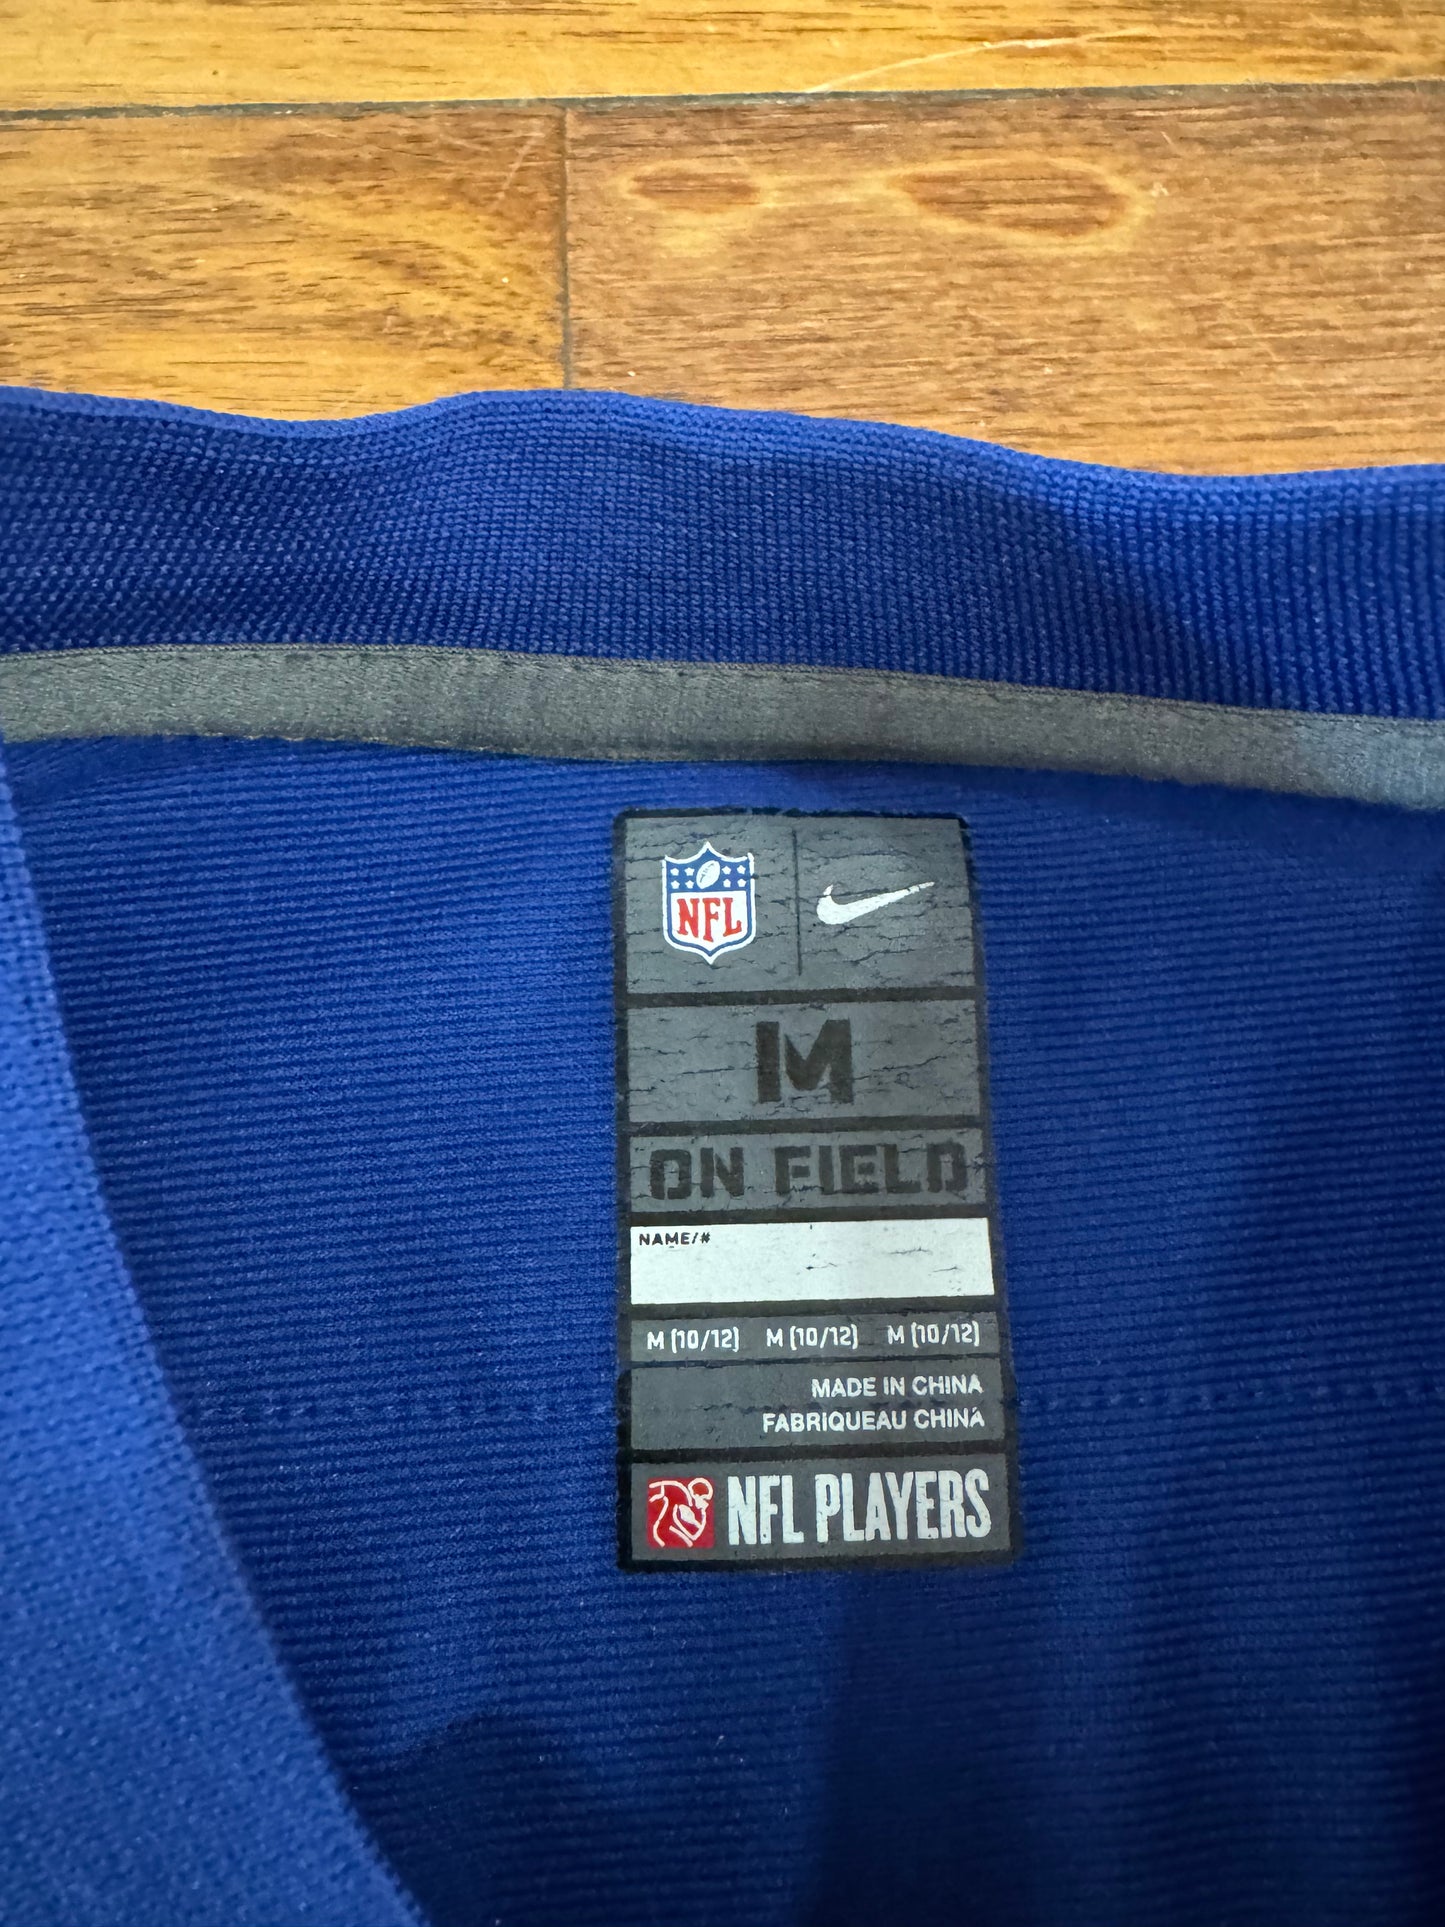 NFL
M
ON FIELD
NAME/#
M (10/12) M (10/12) M (10/12)
MADE IN CHINA
FABRIQUEAU CHINA
NFL PLAYERS